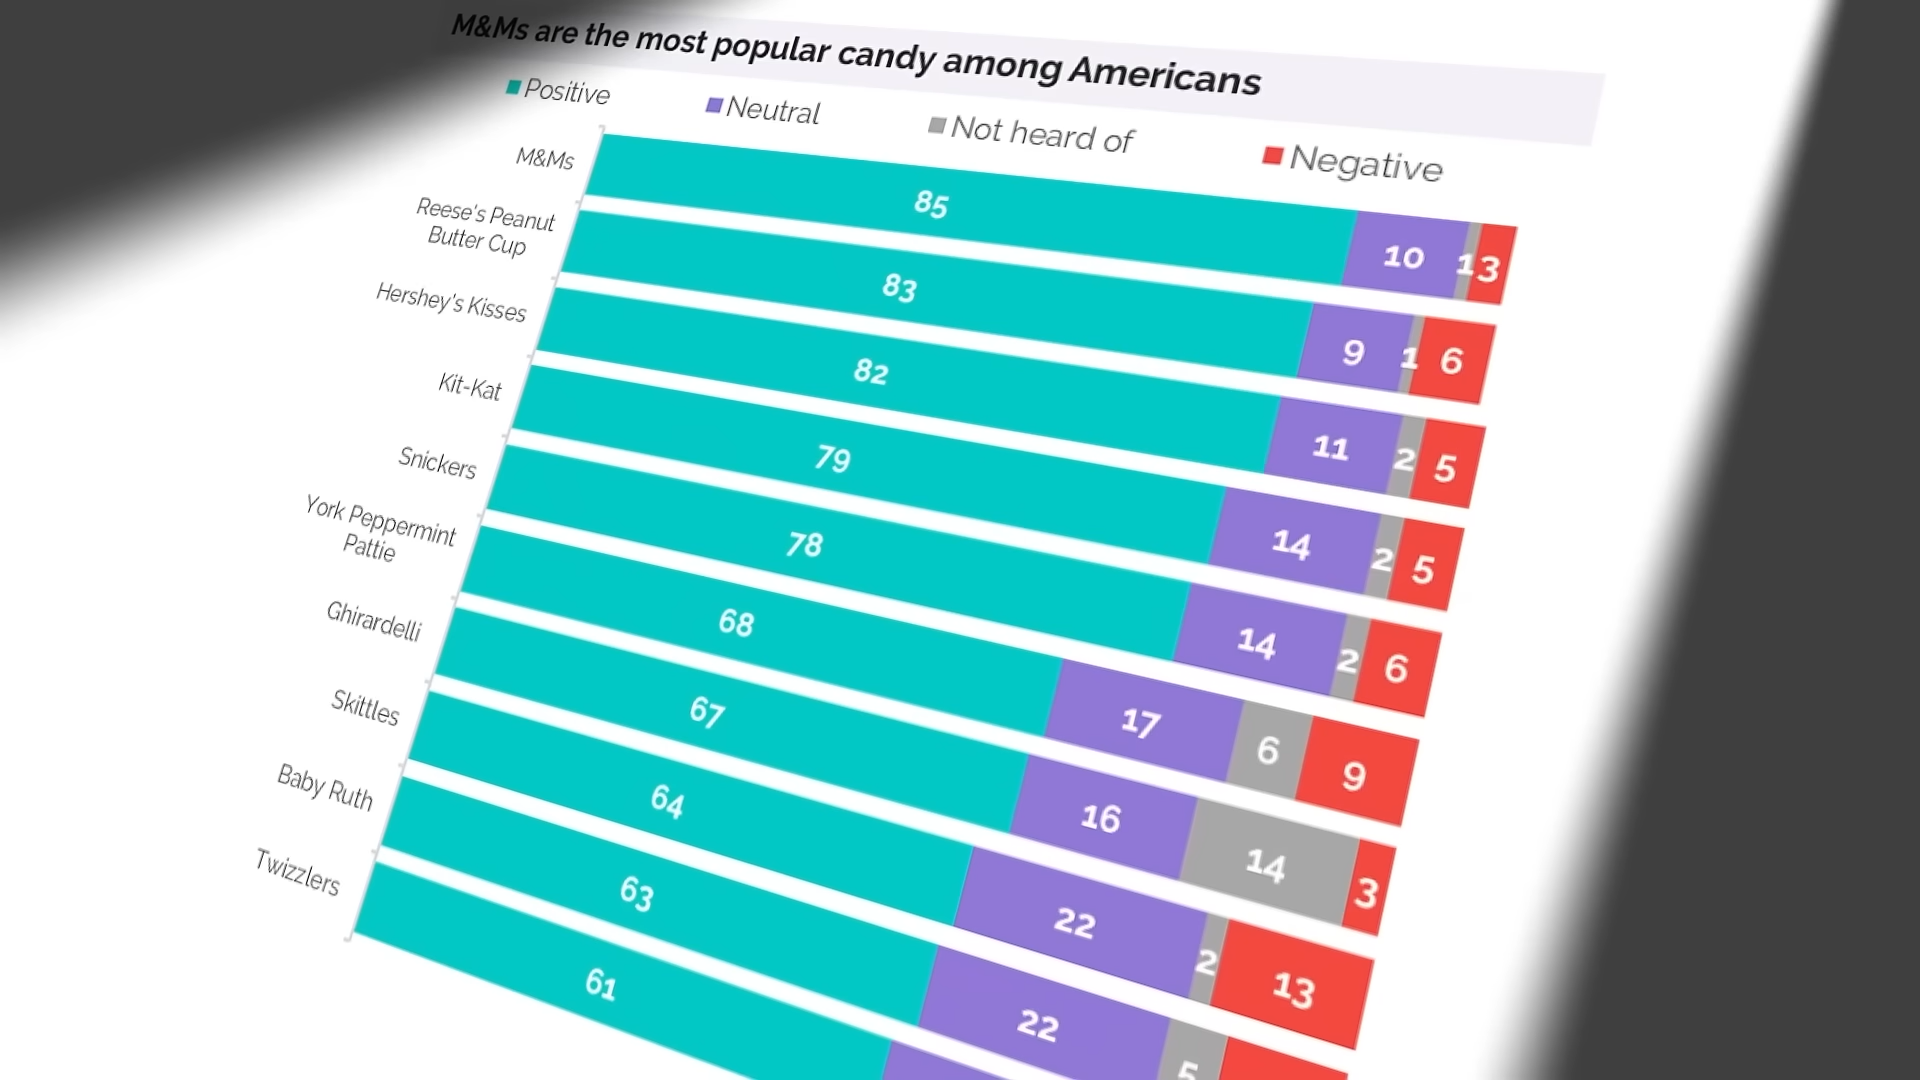 M&Ms are the most popular candy among Americans
Positive Neutral Not heard of Negative
M&Ms 85 10 1 3
Reese's Peanut
Butter Cup 83 9 1 6
Hershey's Kisses 82 11 2 5
Kit-Kat 79 14 2 5
Snickers 78 14 2 6
York Peppermint
Pattie 68 17 6 9
Ghirardelli 67 16 14 3
Skittles 64 22 2 13
Baby Ruth 63 22 5
Twizzlers 61